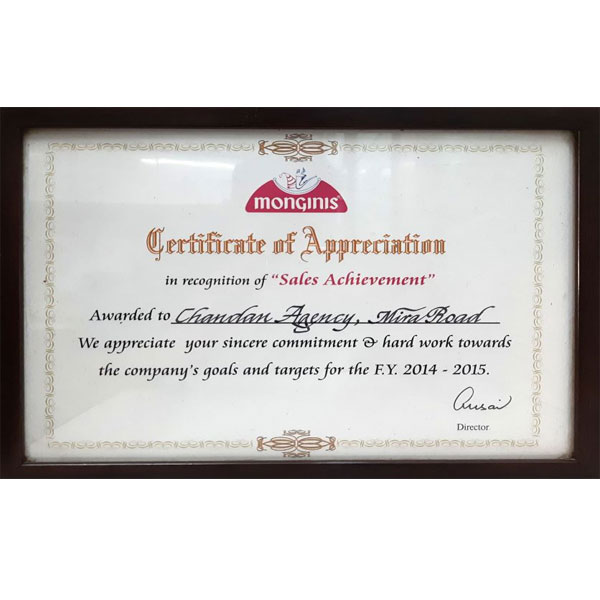 MONGINIS®
Certificate of Appreciation
in recognition of "Sales Achievement"
Awarded to Chandan Agency, Mira Road
We appreciate your sincere commitment & hard work towards
the company's goals and targets for the F.Y. 2014 - 2015.
Director